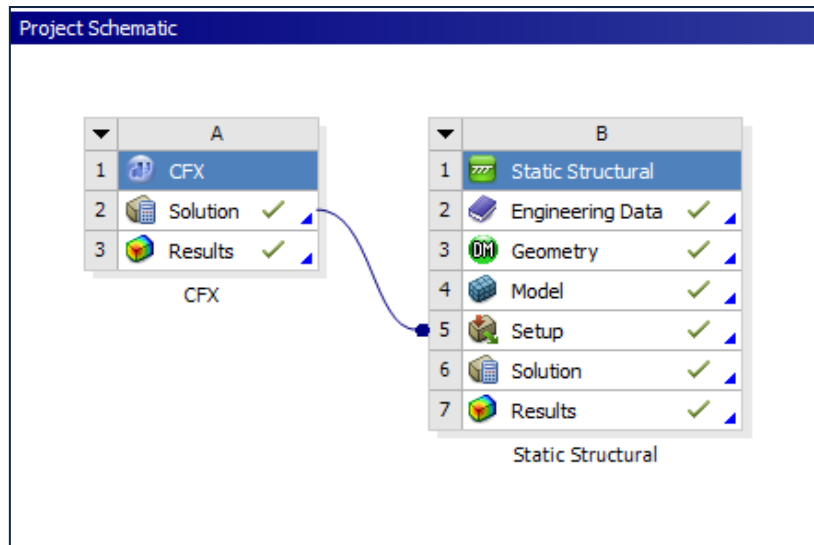 Project Schematic
A
1 CFX
2 Solution
3 Results
CFX
B
1 Static Structural
2 Engineering Data
3 DM Geometry
4 Model
5 Setup
6 Solution
7 Results
Static Structural